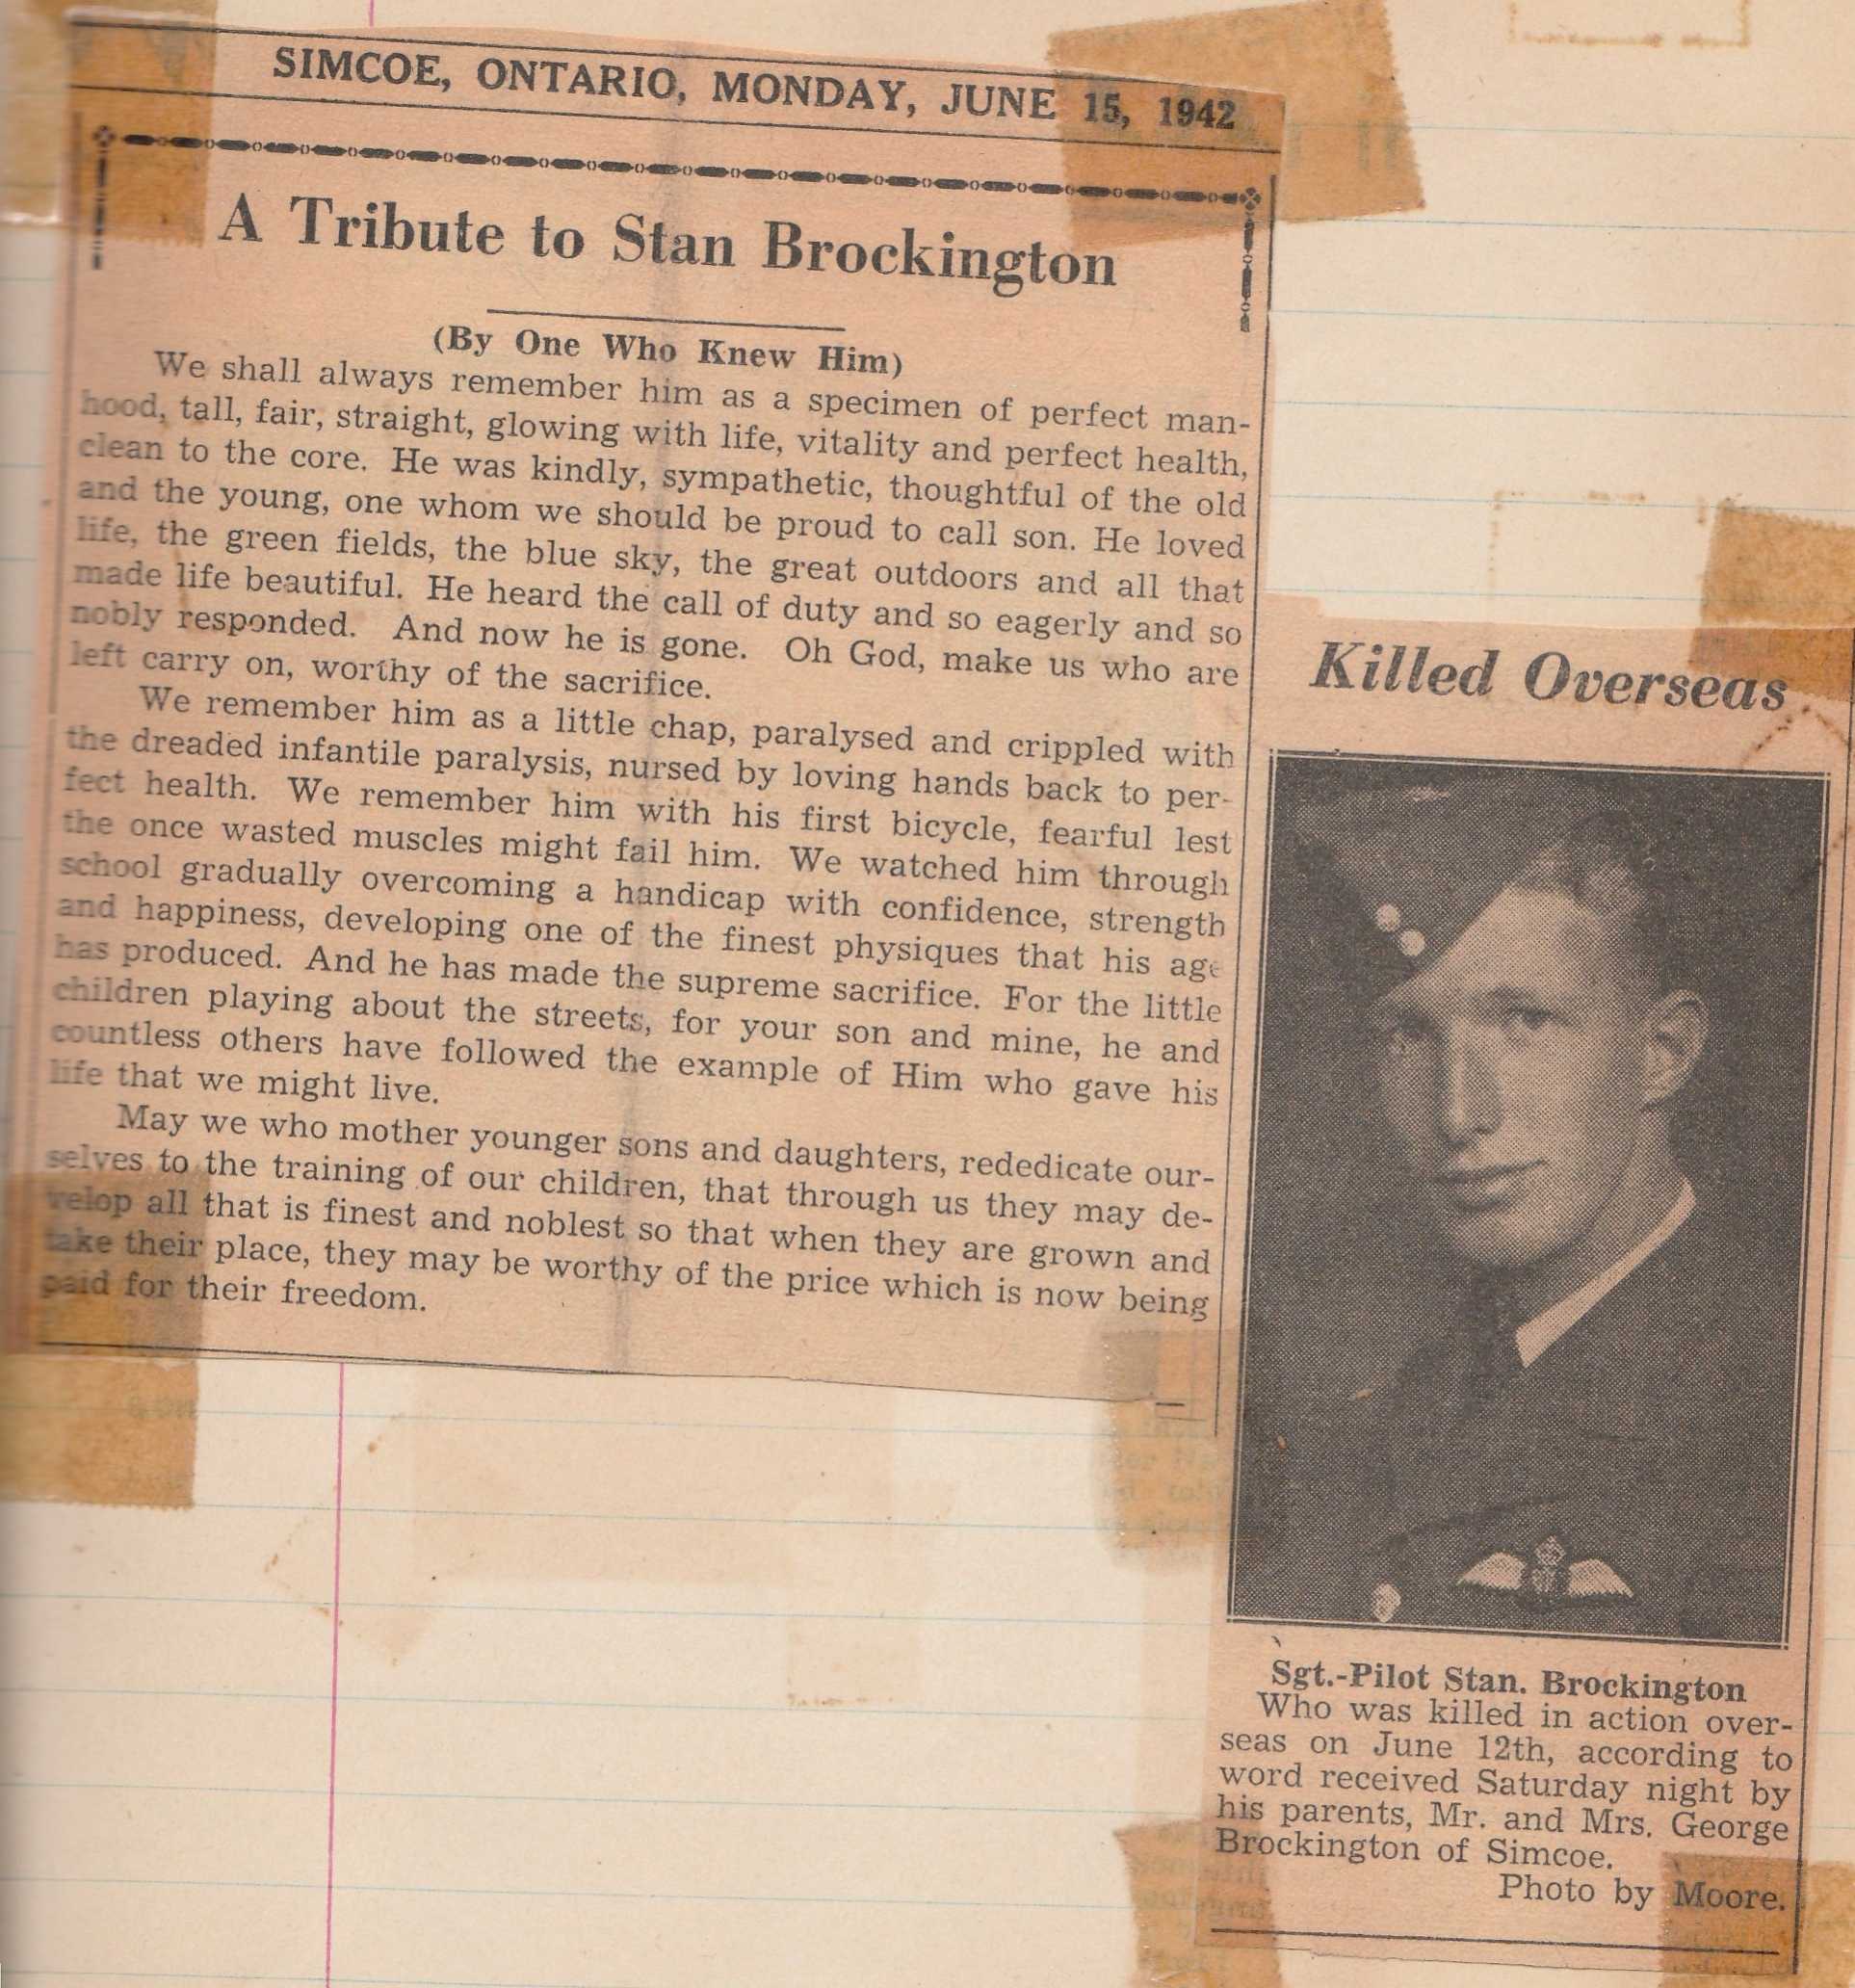 SIMCOE, ONTARIO, MONDAY, JUNE 15, 1942
A Tribute to Stan Brockington
(By One Who Knew Him)
We shall always remember him as a specimen of perfect man-
hood, tall, fair, straight, glowing with life, vitality and perfect health,
clean to the core. He was kindly, sympathetic, thoughtful of the old
and the young, one whom we should be proud to call son. He loved
life, the green fields, the blue sky, the great outdoors and all that
made life beautiful. He heard the call of duty and so eagerly and so
nobly responded. And now he is gone. Oh God, make us who are
left carry on, worthy of the sacrifice.
We remember him as a little chap, paralysed and crippled with
the dreaded infantile paralysis, nursed by loving hands back to per-
fect health. We remember him with his first bicycle, fearful lest
the once wasted muscles might fail him. We watched him through
school gradually overcoming a handicap with confidence, strength
and happiness, developing one of the finest physiques that his age
has produced. And he has made the supreme sacrifice. For the little
children playing about the streets, for your son and mine, he and
countless others have followed the example of Him who gave his
life that we might live.
May we who mother younger sons and daughters, rededicate our-
selves to the training of our children, that through us they may de-
velop all that is finest and noblest so that when they are grown and
take their place, they may be worthy of the price which is now being
paid for their freedom.
Killed Overseas
Sgt.-Pilot Stan. Brockington
Who was killed in action over-
seas on June 12th, according to
word received Saturday night by
his parents, Mr. and Mrs. George
Brockington of Simcoe.
Photo by Moore.